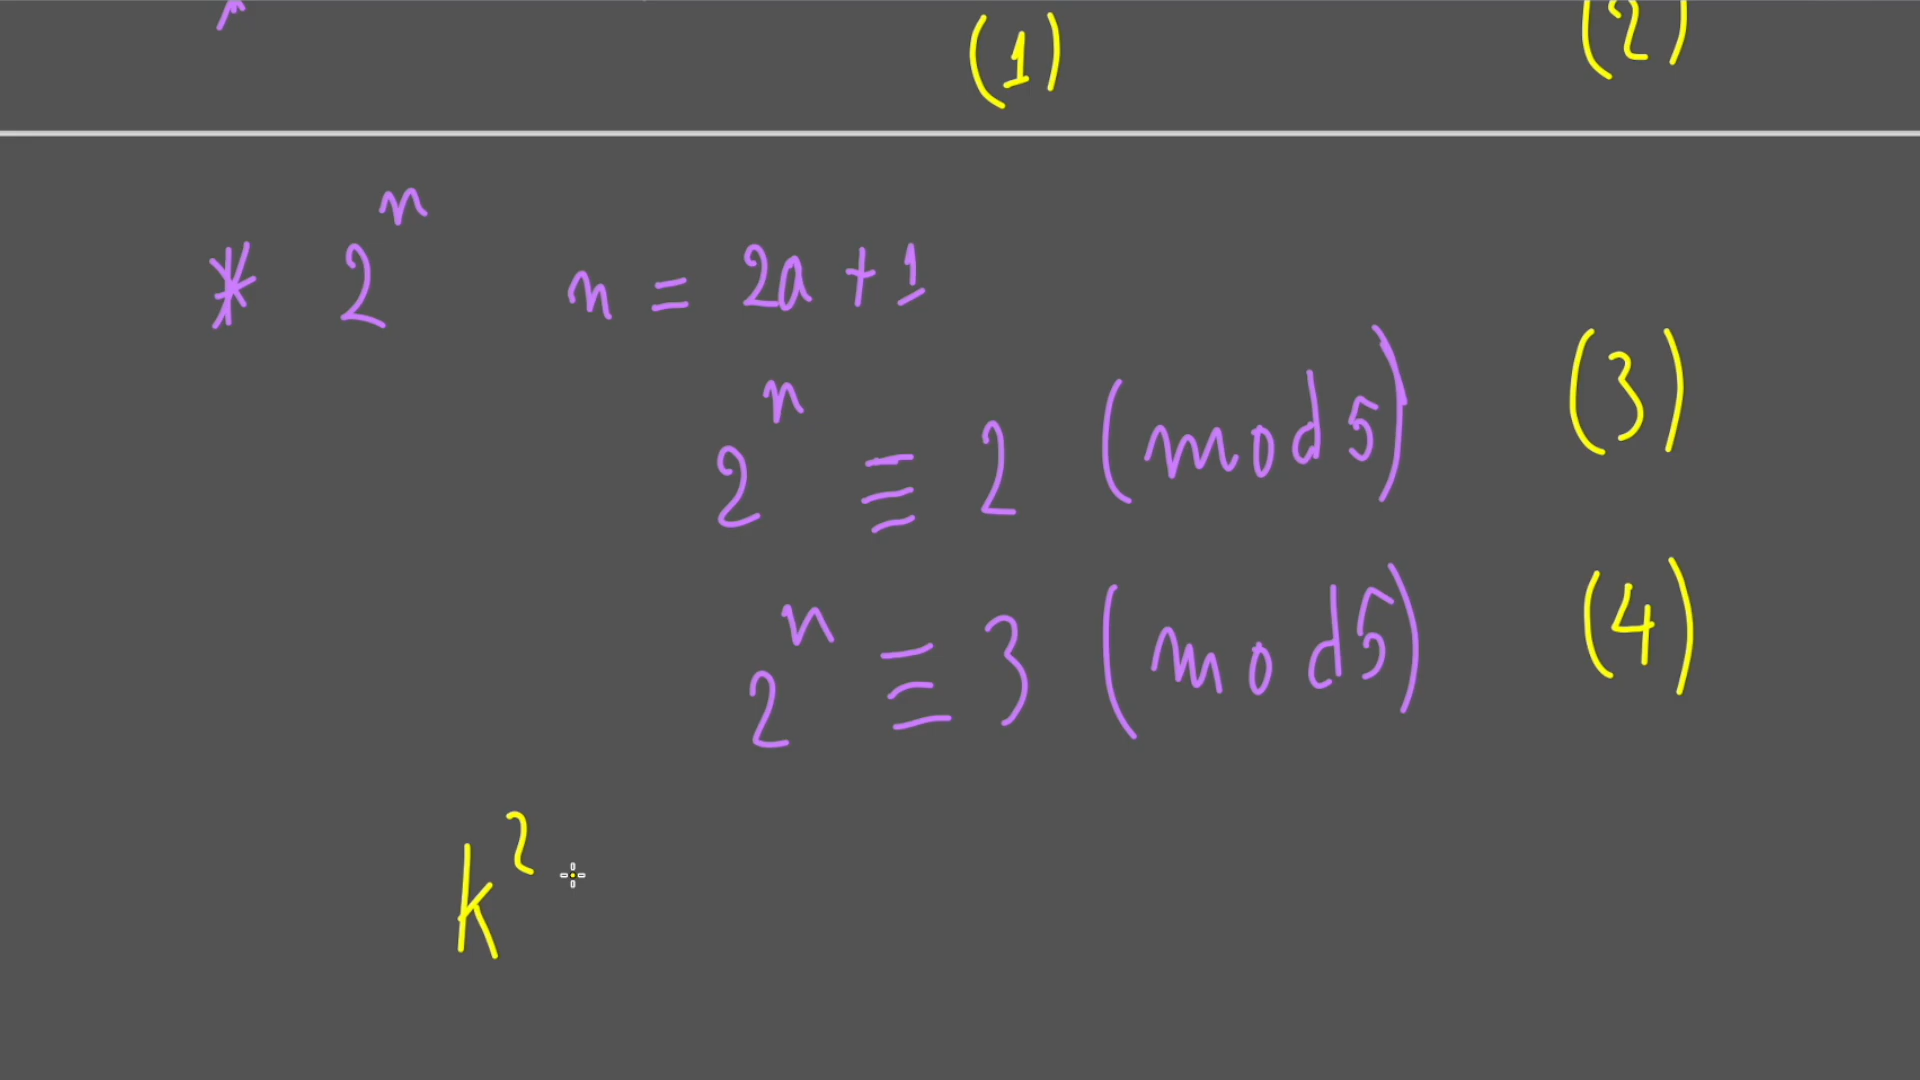 (1) (2)
* 2^n n = 2a + 1
2^n ≡ 2 (mod 5) (3)
2^n ≡ 3 (mod 5) (4)
k^2